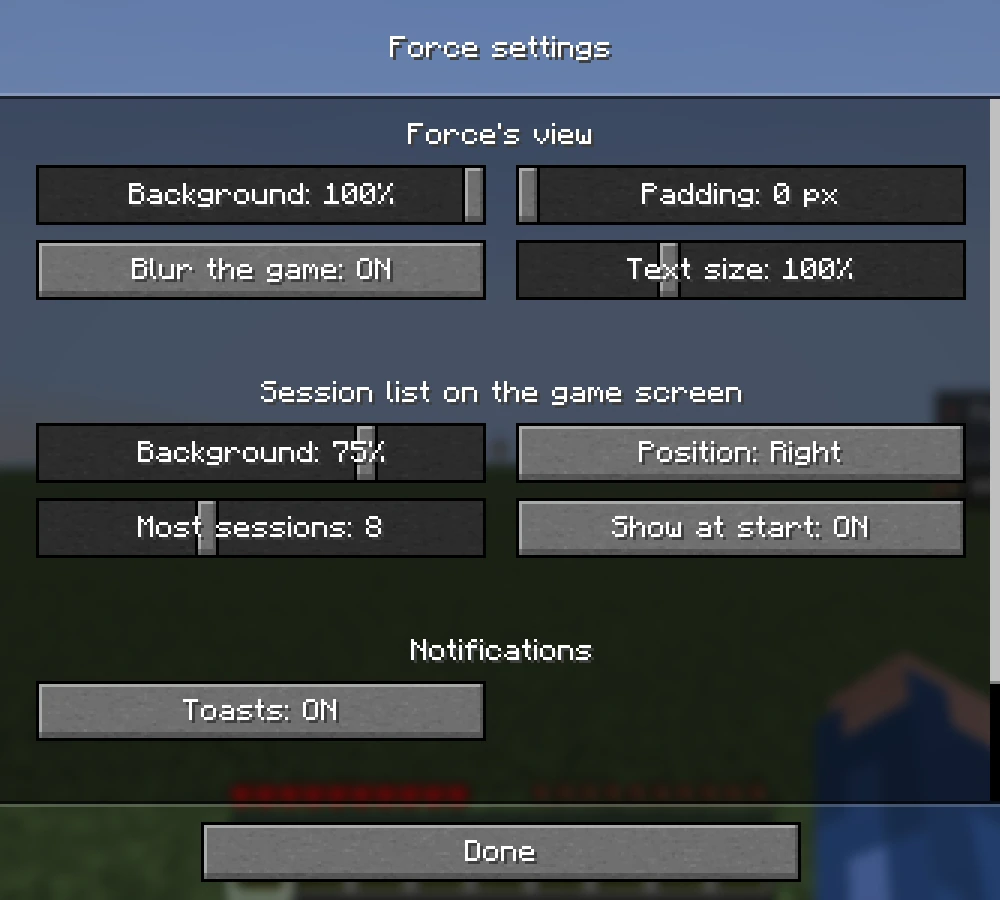 Force settings
Force's view
Background: 100%
Padding: 0 px
Blur the game: ON
Text size: 100%
Session list on the game screen
Background: 75%
Position: Right
Most sessions: 8
Show at start: ON
Notifications
Toasts: ON
Done